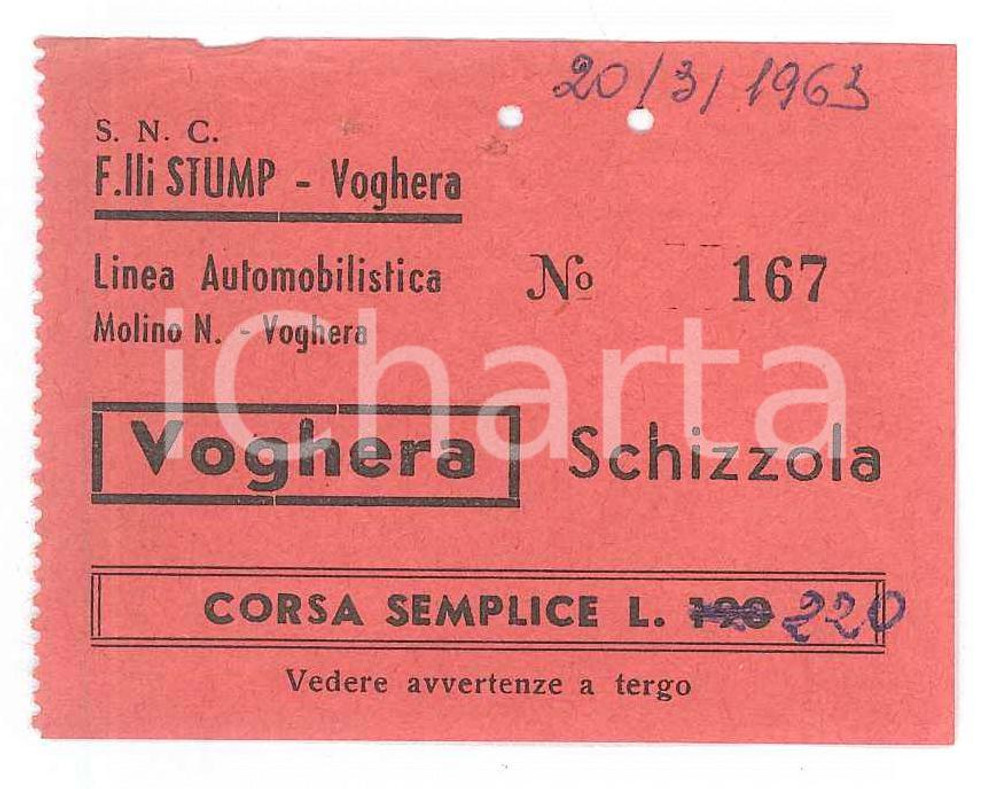 20/3/1963
S. N. C.
F.lli STUMP - Voghera
Linea Automobilistica
Nº 167
Molino N. - Voghera
iCharta
Voghera Schizzola
CORSA SEMPLICE L. 190 220
Vedere avvertenze a tergo